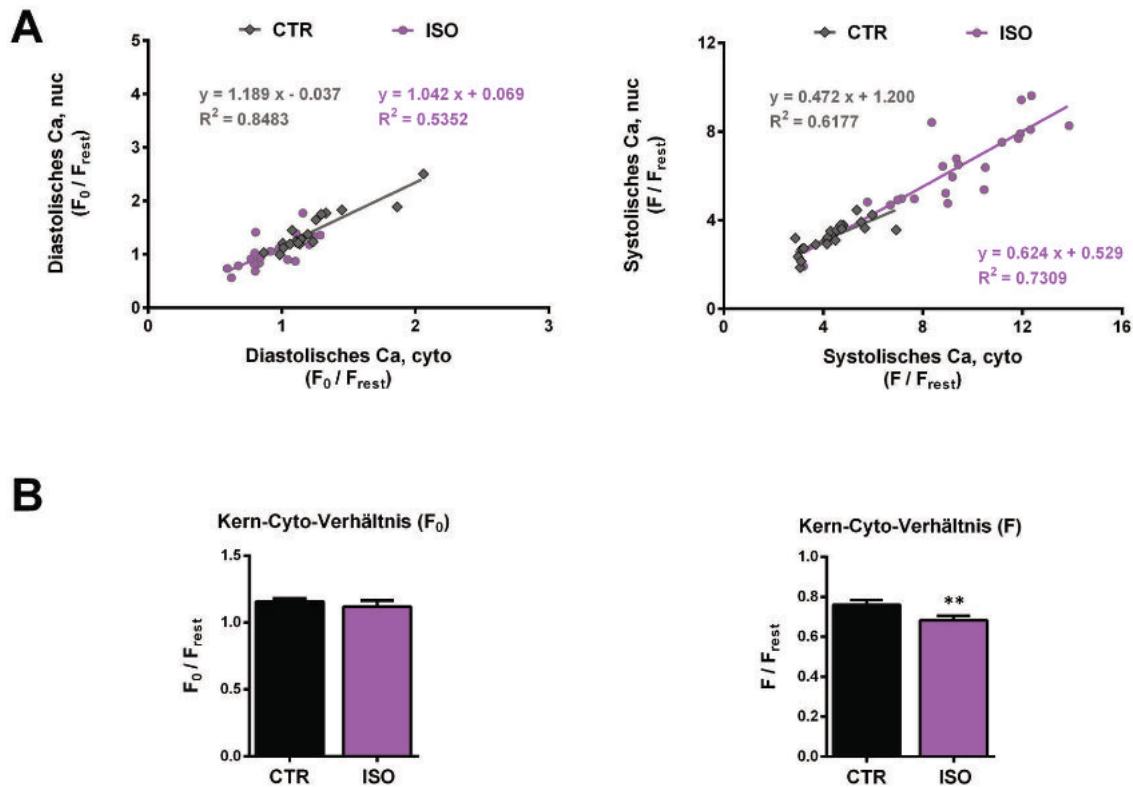 A
CTR ISO
y = 1.189 x - 0.037
R² = 0.8483
y = 1.042 x + 0.069
R² = 0.5352
Diastolisches Ca, nuc
(F₀ / Frest)
5
4
3
2
1
0
0 1 2 3
Diastolisches Ca, cyto
(F₀ / Frest)
CTR ISO
y = 0.472 x + 1.200
R² = 0.6177
y = 0.624 x + 0.529
R² = 0.7309
Systolisches Ca, nuc
(F / Frest)
12
8
4
0
0 4 8 12 16
Systolisches Ca, cyto
(F / Frest)
B
Kern-Cyto-Verhältnis (F₀)
F₀ / Frest
1.5
1.0
0.5
0.0
CTR ISO
Kern-Cyto-Verhältnis (F)
F / Frest
1.0
0.8
0.6
0.4
0.2
0.0
**
CTR ISO